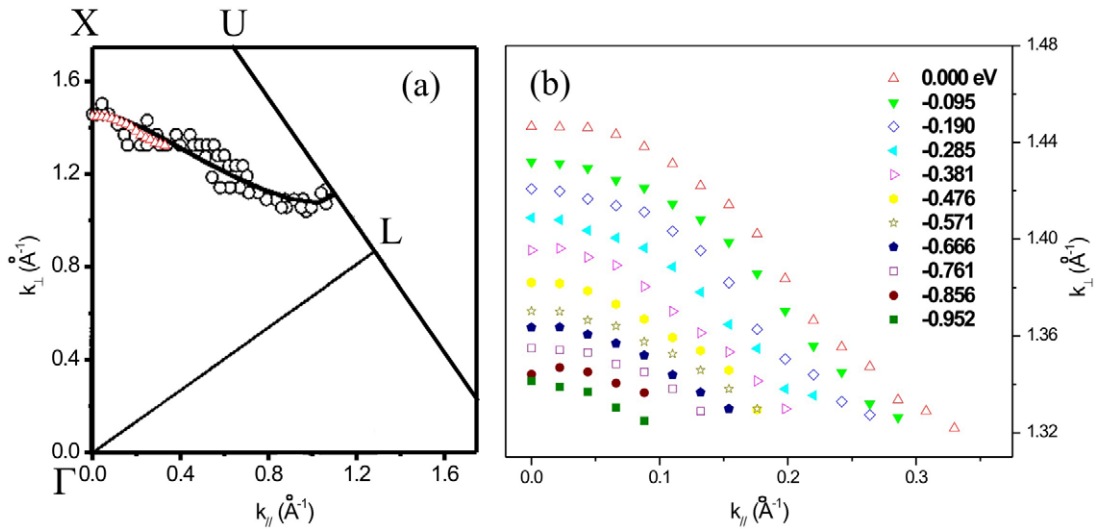 X
U
(a)
1.6
1.2
0.8
0.4
0.0
k⊥ (Å⁻¹)
L
Γ
0.0
0.4
0.8
1.2
1.6
k// (Å⁻¹)
(b)
0.000 eV
-0.095
-0.190
-0.285
-0.381
-0.476
-0.571
-0.666
-0.761
-0.856
-0.952
1.48
1.44
1.40
1.36
1.32
k⊥ (Å⁻¹)
0.0
0.1
0.2
0.3
k// (Å⁻¹)